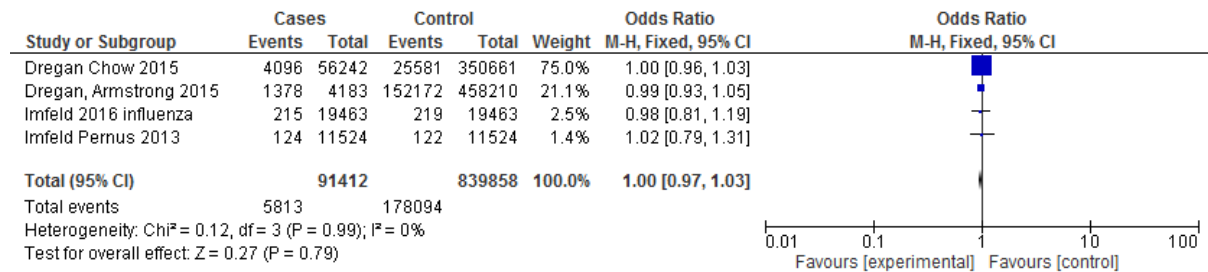 Cases Control Odds Ratio Odds Ratio
Study or Subgroup Events Total Events Total Weight M-H, Fixed, 95% CI M-H, Fixed, 95% CI
Dregan Chow 2015 4096 56242 25581 350661 75.0% 1.00 [0.96, 1.03]
Dregan, Armstrong 2015 1378 4183 152172 458210 21.1% 0.99 [0.93, 1.05]
Imfeld 2016 influenza 215 19463 219 19463 2.5% 0.98 [0.81, 1.19]
Imfeld Pernus 2013 124 11524 122 11524 1.4% 1.02 [0.79, 1.31]
Total (95% CI) 91412 839858 100.0% 1.00 [0.97, 1.03]
Total events 5813 178094
Heterogeneity: Chi² = 0.12, df = 3 (P = 0.99); I² = 0%
Test for overall effect: Z = 0.27 (P = 0.79)
0.01 0.1 1 10 100
Favours [experimental] Favours [control]